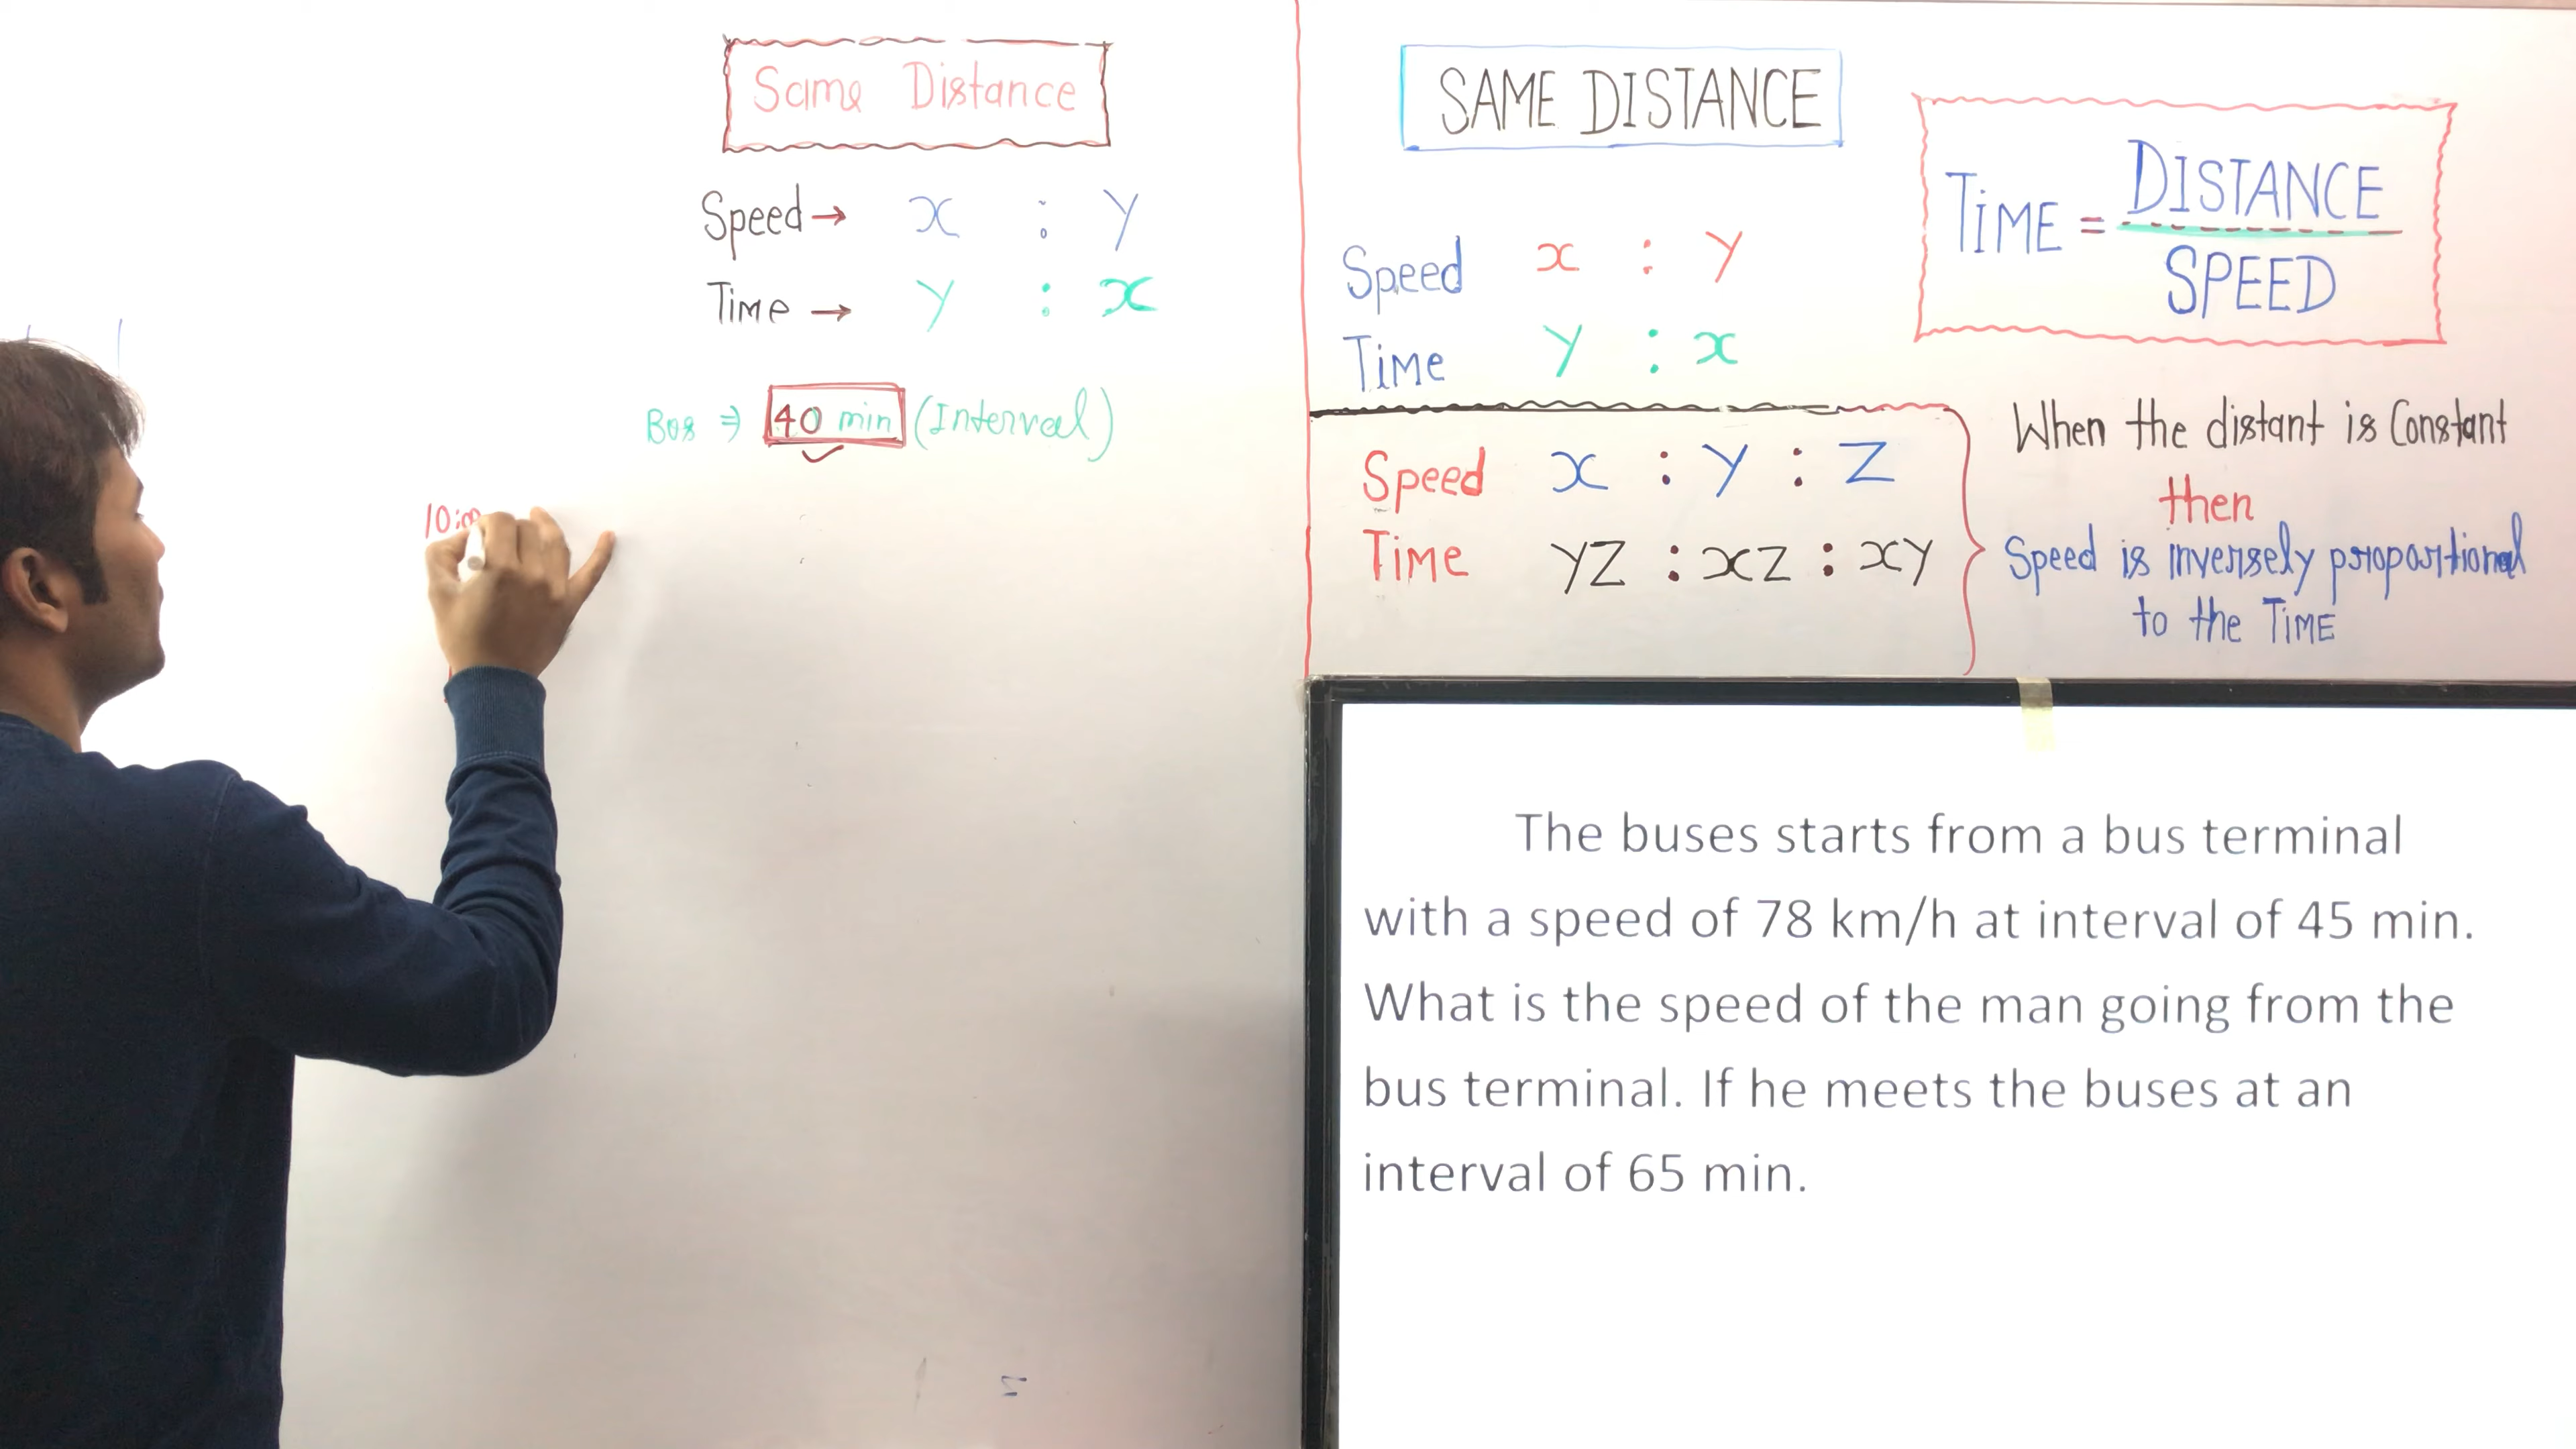 Same Distance
Speed → x : y
Time → y : x
Bus ⇒ 40 min (Interval)
10:00
SAME DISTANCE
TIME = DISTANCE
SPEED
Speed x : y
Time y : x
Speed x : y : z
Time yz : xz : xy
When the distant is Constant
then
Speed is inversely proportional
to the TIME
The buses starts from a bus terminal
with a speed of 78 km/h at interval of 45 min.
What is the speed of the man going from the
bus terminal. If he meets the buses at an
interval of 65 min.